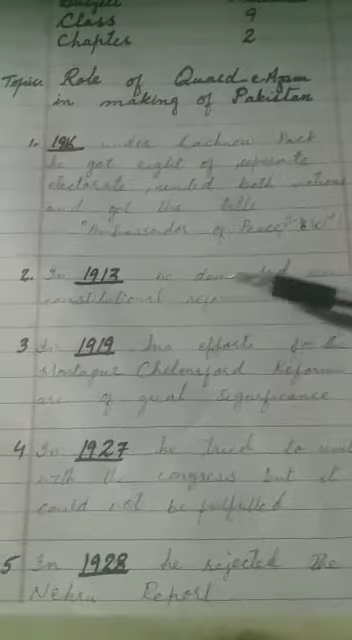 Subject
Class 9
Chapter 2
Topic: Role of Quaid-e-Azam
in making of Pakistan
1. 1916 under Lucknow Pact
he got right of seperate
electorate, united both nations
and got the title
"Ambassador of Peace"
2. In 1913 he demanded
constitutional
3 In 1919 his efforts for
Montague Chelmsford Reform
are of great significance
4 In 1927 he tried to
with the congress but it
could not be fulfilled
5 In 1928 he rejected the
Nehru Report